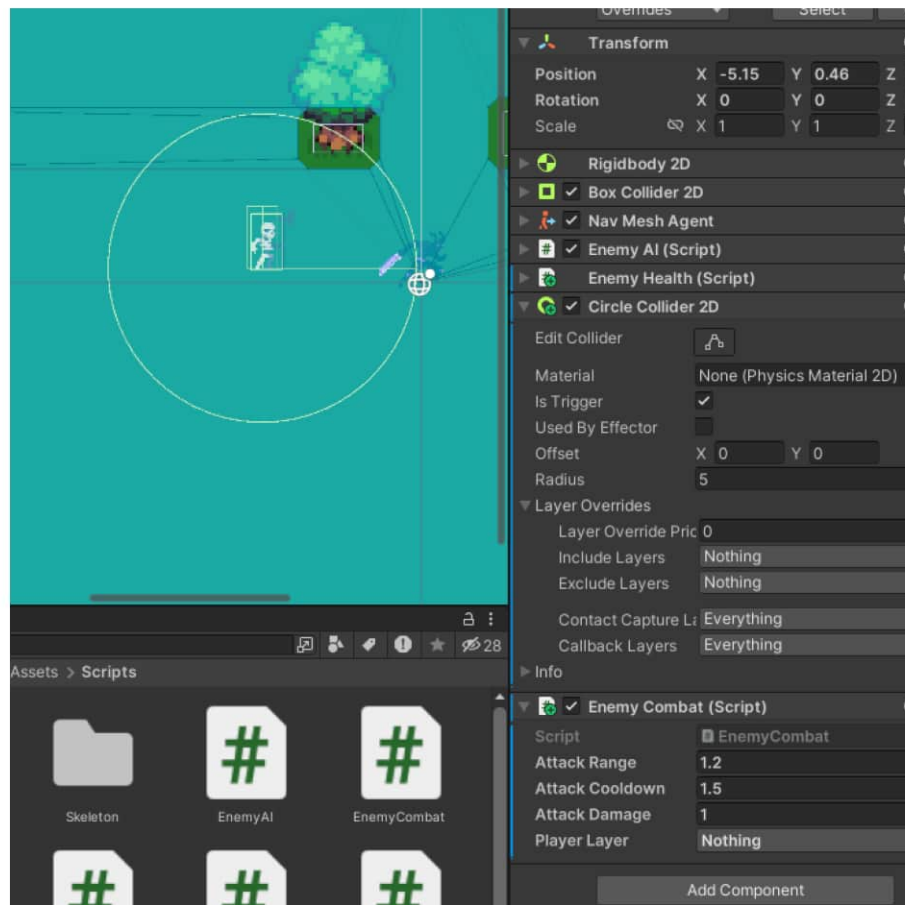 Overrides
Select
Transform
Position X -5.15 Y 0.46 Z
Rotation X 0 Y 0 Z
Scale X 1 Y 1 Z
Rigidbody 2D
Box Collider 2D
Nav Mesh Agent
# Enemy AI (Script)
Enemy Health (Script)
Circle Collider 2D
Edit Collider
Material None (Physics Material 2D)
Is Trigger
Used By Effector
Offset X 0 Y 0
Radius 5
Layer Overrides
Layer Override Pric 0
Include Layers Nothing
Exclude Layers Nothing
Contact Capture La Everything
Callback Layers Everything
Info
28
Assets > Scripts
# Enemy Combat (Script)
Script EnemyCombat
Attack Range 1.2
Attack Cooldown 1.5
Attack Damage 1
Player Layer Nothing
Add Component
# #
Skeleton EnemyAI EnemyCombat
# # #